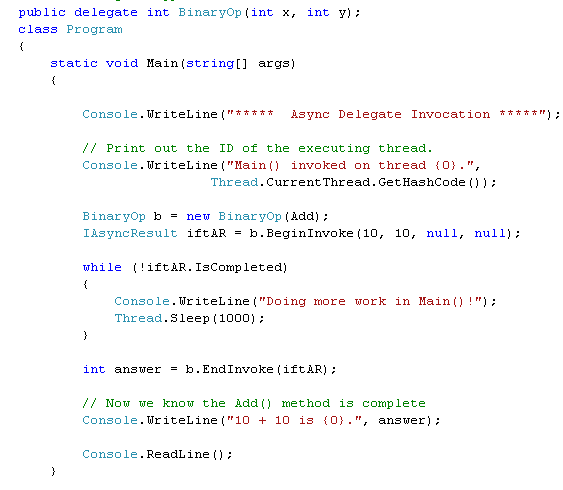 public delegate int BinaryOp(int x, int y);
class Program
{
    static void Main(string[] args)
    {
        Console.WriteLine("*****  Async Delegate Invocation *****");
        // Print out the ID of the executing thread.
        Console.WriteLine("Main() invoked on thread {0}.",
                        Thread.CurrentThread.GetHashCode());
        BinaryOp b = new BinaryOp(Add);
        IAsyncResult iftAR = b.BeginInvoke(10, 10, null, null);
        while (!iftAR.IsCompleted)
        {
            Console.WriteLine("Doing more work in Main()!");
            Thread.Sleep(1000);
        }
        int answer = b.EndInvoke(iftAR);
        // Now we know the Add() method is complete
        Console.WriteLine("10 + 10 is {0}.", answer);
        Console.ReadLine();
    }